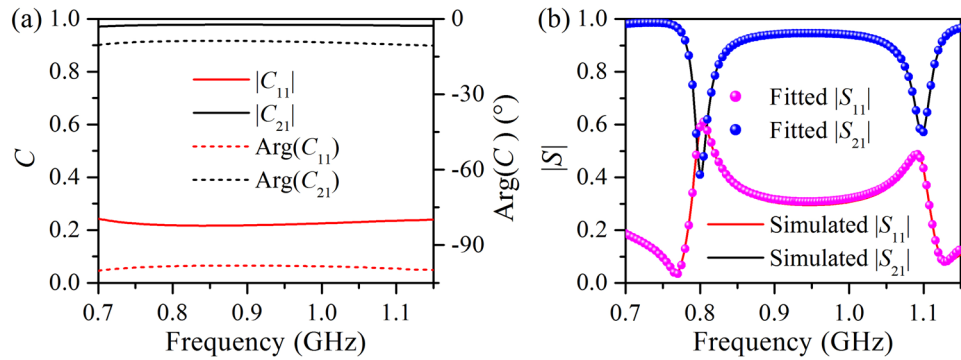 (a)
1.0
0.8
0.6
0.4
0.2
0.0
C
0.7 0.8 0.9 1.0 1.1
Frequency (GHz)
0
-30
-60
-90
Arg(C) (°)
|C11|
|C21|
Arg(C11)
Arg(C21)
(b)
1.0
0.8
0.6
0.4
0.2
0.0
|S|
0.7 0.8 0.9 1.0 1.1
Frequency (GHz)
Fitted |S11|
Fitted |S21|
Simulated |S11|
Simulated |S21|